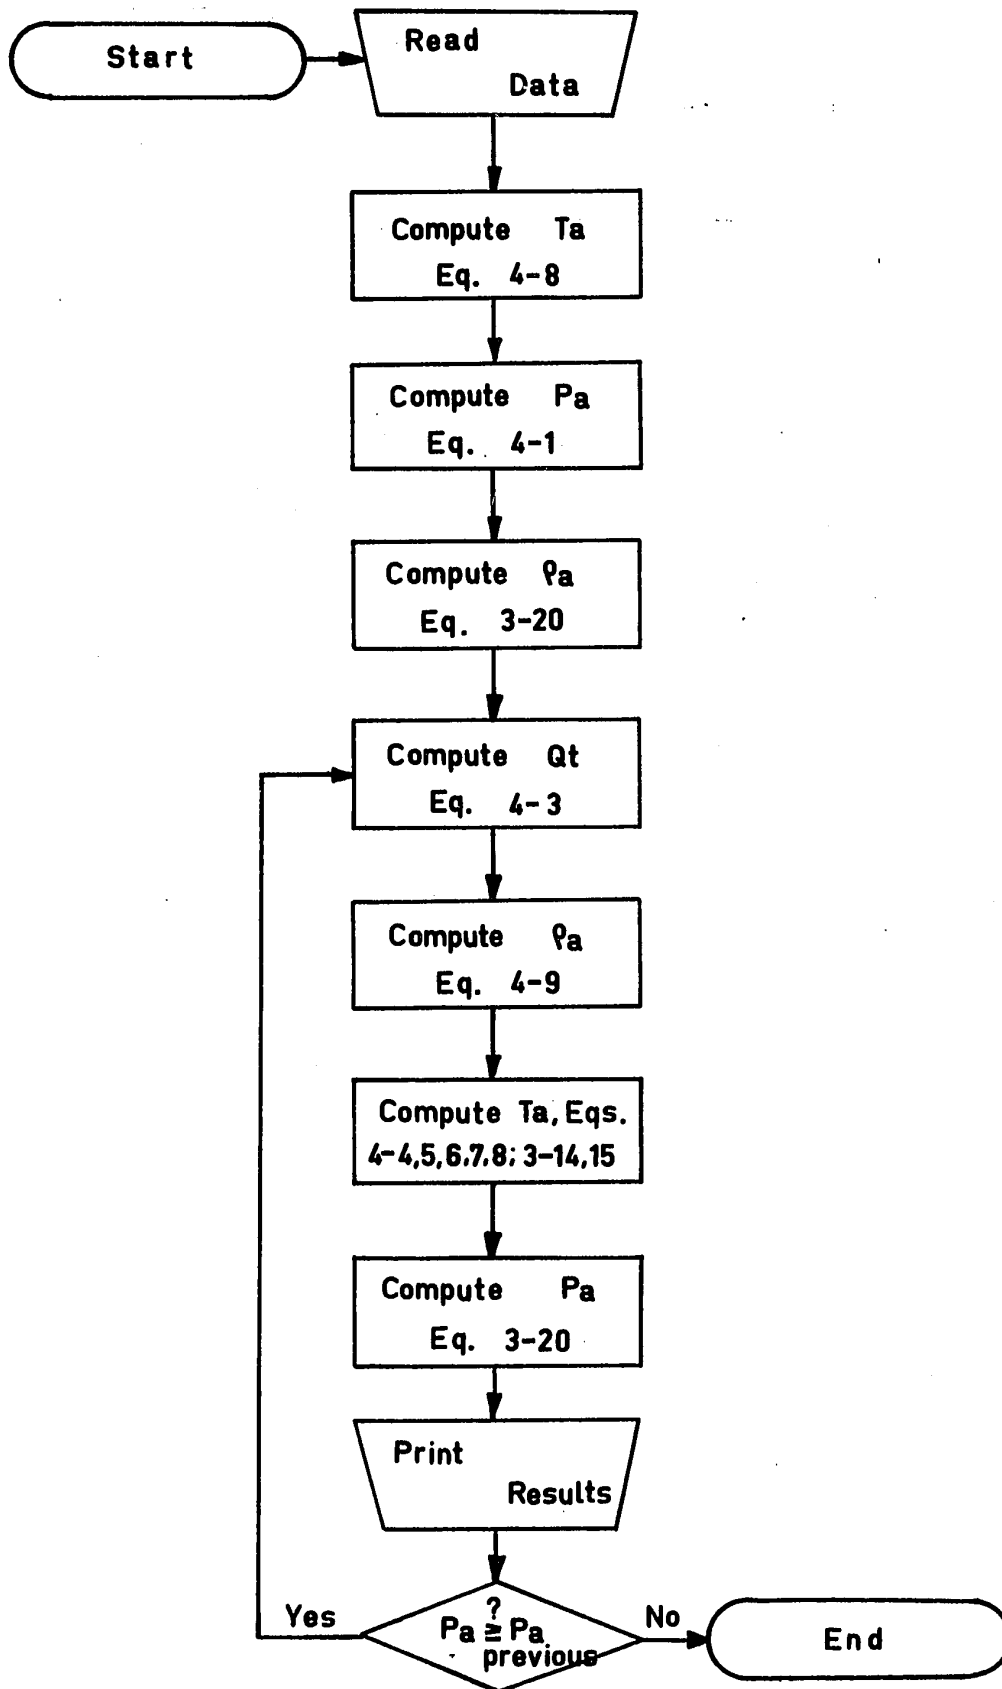 Start
Read
Data
Compute Ta
Eq. 4-8
Compute Pa
Eq. 4-1
Compute ρa
Eq. 3-20
Compute Qt
Eq. 4-3
Compute ρa
Eq. 4-9
Compute Ta, Eqs.
4-4,5,6,7,8; 3-14,15
Compute Pa
Eq. 3-20
Print
Results
?
Yes
Pa ≧ Pa
previous
No
End